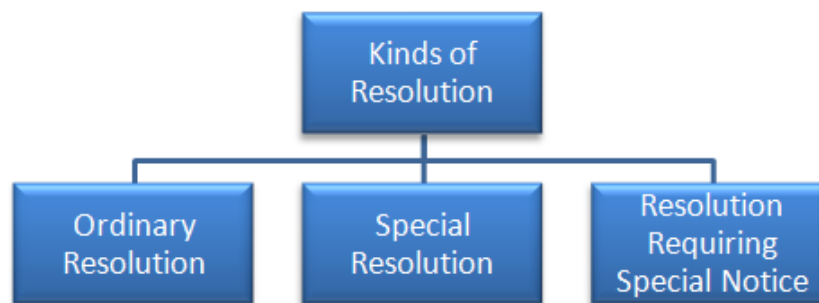 Kinds of
Resolution
Ordinary
Resolution
Special
Resolution
Resolution
Requiring
Special Notice